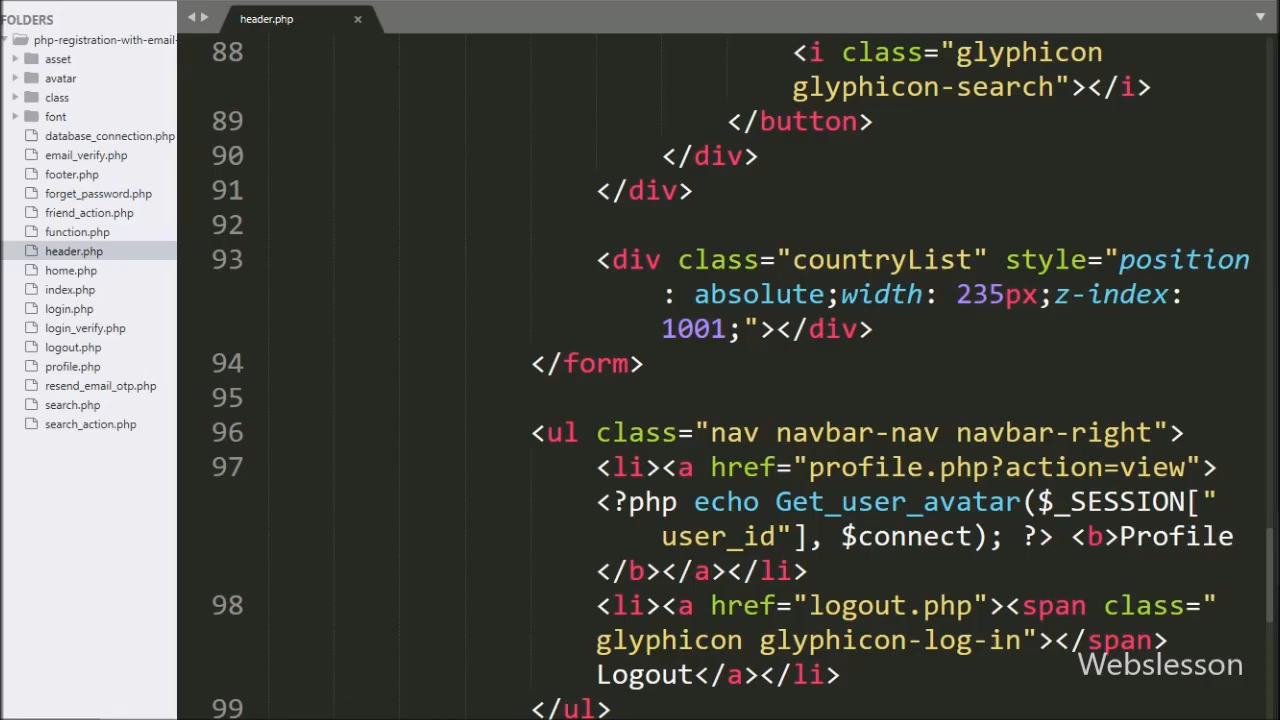 FOLDERS
php-registration-with-email-
asset
avatar
class
font
database_connection.php
email_verify.php
footer.php
forget_password.php
friend_action.php
function.php
header.php
home.php
index.php
login.php
login_verify.php
logout.php
profile.php
resend_email_otp.php
search.php
search_action.php
header.php ×
88 <i class="glyphicon
glyphicon-search"></i>
89 </button>
90 </div>
91 </div>
92
93 <div class="countryList" style="position
: absolute;width: 235px;z-index:
1001;"></div>
94 </form>
95
96 <ul class="nav navbar-nav navbar-right">
97 <li><a href="profile.php?action=view">
<?php echo Get_user_avatar($_SESSION["
user_id"], $connect); ?> <b>Profile
</b></a></li>
98 <li><a href="logout.php"><span class="
glyphicon glyphicon-log-in"></span>
Logout</a></li>
99 </ul>
Webslesson